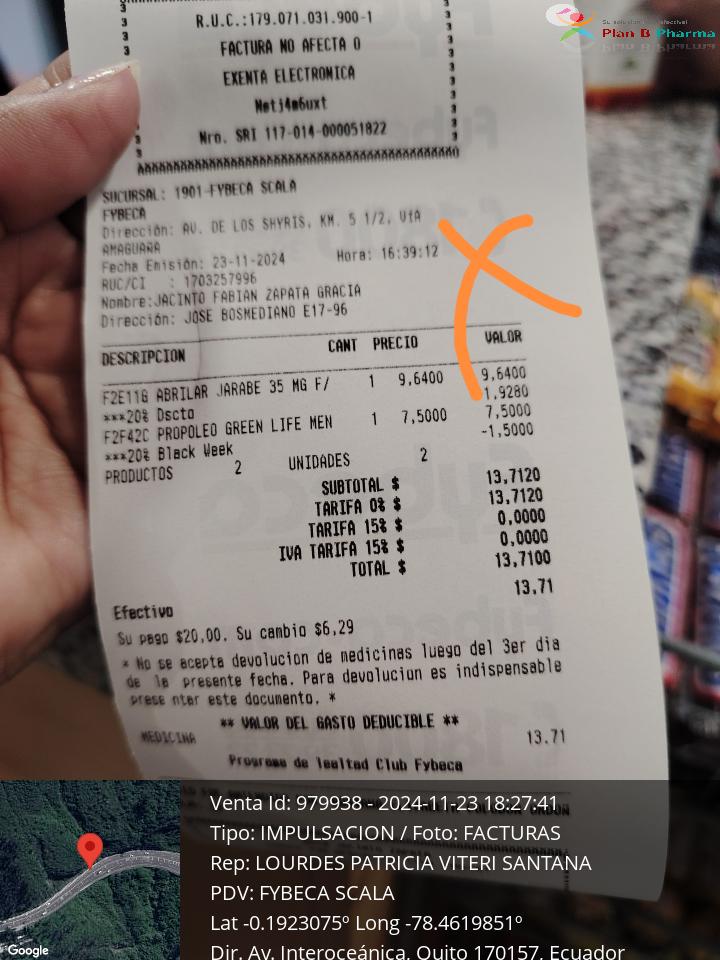 Su solución más efectiva!
Plan B Pharma
R.U.C.:179.071.031.900-1
FACTURA NO AFECTA O
EXENTA ELECTRONICA
Netj4m6uxt
Nro. SRI 117-014-000051822
SUCURSAL: 1901-FYBECA SCALA
FYBECA
Dirección: AV. DE LOS SHYRIS, KM. 5 1/2, VIA
AMAGUAÑA
Fecha Emisión: 23-11-2024 Hora: 16:39:12
RUC/CI : 1703257996
Nombre:JACINTO FABIAN ZAPATA GRACIA
Dirección: JOSE BOSMEDIANO E17-96
DESCRIPCION CANT PRECIO VALOR
F2E11G ABRILAR JARABE 35 MG F/ 1 9,6400 9,6400
***20% Dscto 1,9280
F2F42C PROPOLEO GREEN LIFE MEN 1 7,5000 7,5000
***20% Black Week -1,5000
PRODUCTOS 2 UNIDADES 2
SUBTOTAL $ 13,7120
TARIFA 0% $ 13,7120
TARIFA 15% $ 0,0000
IVA TARIFA 15% $ 0,0000
TOTAL $ 13,7100
13,71
Efectivo
Su pago $20,00, Su cambio $6,29
* No se acepta devolucion de medicinas luego del 3er dia
de la presente fecha. Para devolucion es indispensable
prese ntar este documento. *
** VALOR DEL GASTO DEDUCIBLE **
MEDICINA 13.71
Programa de lealtad Club Fybeca
Venta Id: 979938 - 2024-11-23 18:27:41
Tipo: IMPULSACION / Foto: FACTURAS
Rep: LOURDES PATRICIA VITERI SANTANA
PDV: FYBECA SCALA
Lat -0.1923075º Long -78.4619851º
Dir. Av. Interoceánica, Quito 170157, Ecuador
Google